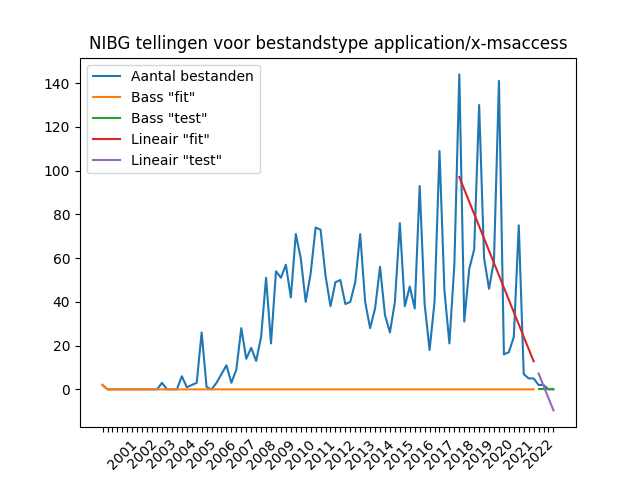 NIBG tellingen voor bestandstype application/x-msaccess
Aantal bestanden
Bass "fit"
Bass "test"
Lineair "fit"
Lineair "test"
140
120
100
80
60
40
20
0
2001 2002 2003 2004 2005 2006 2007 2008 2009 2010 2011 2012 2013 2014 2015 2016 2017 2018 2019 2020 2021 2022